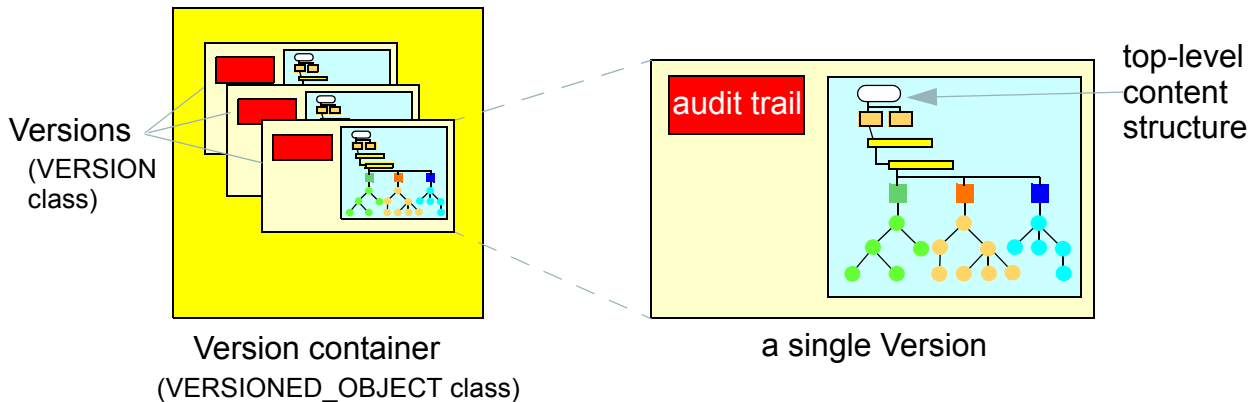 Versions
(VERSION
class)
Version container
(VERSIONED_OBJECT class)
audit trail
a single Version
top-level
content
structure